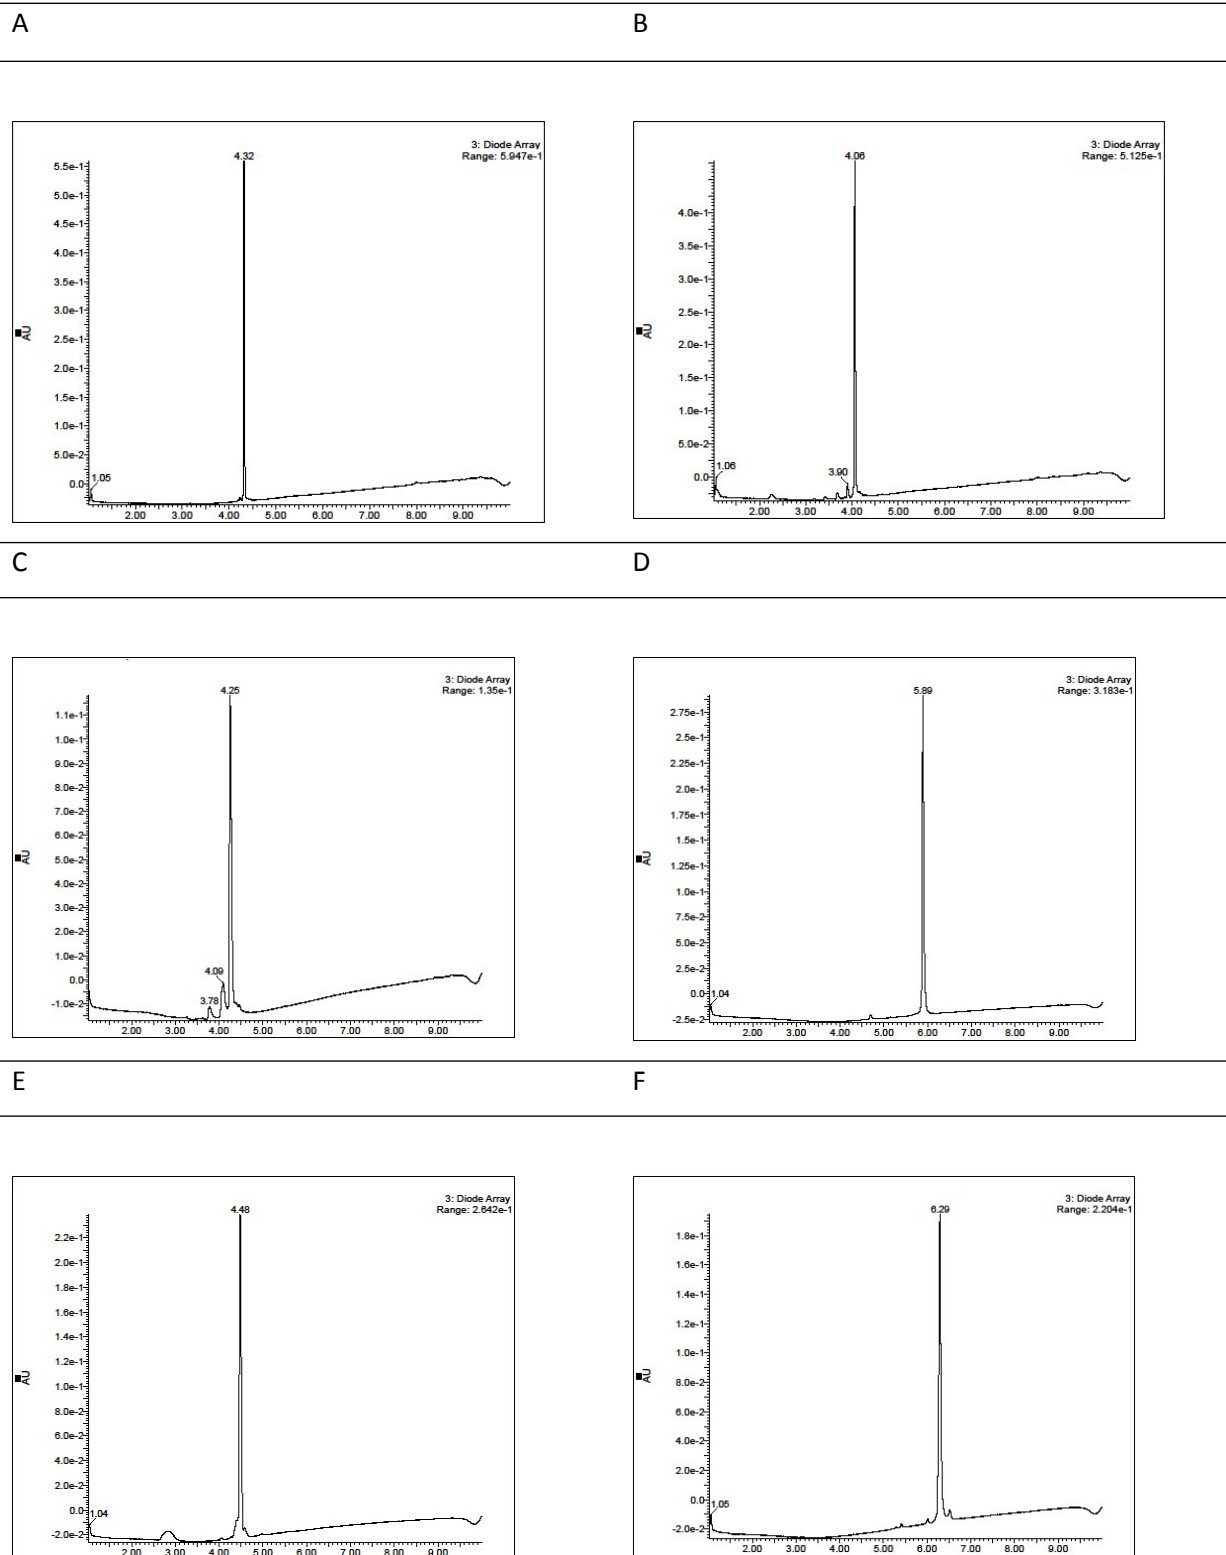 A
B
3: Diode Array
Range: 5.947e-1
4.32
5.5e-1
5.0e-1
4.5e-1
4.0e-1
3.5e-1
3.0e-1
2.5e-1
2.0e-1
1.5e-1
1.0e-1
5.0e-2
0.0
AU
1.05
2.00 3.00 4.00 5.00 6.00 7.00 8.00 9.00
3: Diode Array
Range: 5.125e-1
4.06
4.0e-1
3.5e-1
3.0e-1
2.5e-1
2.0e-1
1.5e-1
1.0e-1
5.0e-2
0.0
AU
1.06
3.90
2.00 3.00 4.00 5.00 6.00 7.00 8.00 9.00
C
D
3: Diode Array
Range: 1.35e-1
4.25
1.1e-1
1.0e-1
9.0e-2
8.0e-2
7.0e-2
6.0e-2
5.0e-2
4.0e-2
3.0e-2
2.0e-2
1.0e-2
0.0
-1.0e-2
AU
4.09
3.78
2.00 3.00 4.00 5.00 6.00 7.00 8.00 9.00
3: Diode Array
Range: 3.183e-1
5.89
2.75e-1
2.5e-1
2.25e-1
2.0e-1
1.75e-1
1.5e-1
1.25e-1
1.0e-1
7.5e-2
5.0e-2
2.5e-2
0.0
-2.5e-2
AU
1.04
2.00 3.00 4.00 5.00 6.00 7.00 8.00 9.00
E
F
3: Diode Array
Range: 2.642e-1
4.48
2.2e-1
2.0e-1
1.8e-1
1.6e-1
1.4e-1
1.2e-1
1.0e-1
8.0e-2
6.0e-2
4.0e-2
2.0e-2
0.0
-2.0e-2
AU
1.04
2.00 3.00 4.00 5.00 6.00 7.00 8.00 9.00
3: Diode Array
Range: 2.204e-1
6.29
1.8e-1
1.6e-1
1.4e-1
1.2e-1
1.0e-1
8.0e-2
6.0e-2
4.0e-2
2.0e-2
0.0
-2.0e-2
AU
1.05
2.00 3.00 4.00 5.00 6.00 7.00 8.00 9.00